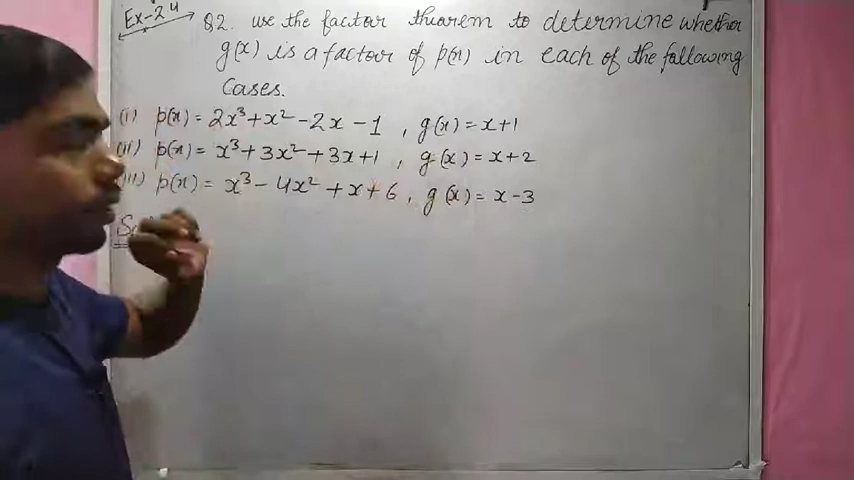 Ex-2.4
Q2. use the factor theorem to determine whether
g(x) is a factor of p(x) in each of the following
Cases.
(i) p(x) = 2x³ + x² - 2x - 1 , g(x) = x+1
(ii) p(x) = x³ + 3x² + 3x + 1 , g(x) = x+2
(iii) p(x) = x³ - 4x² + x + 6 , g(x) = x-3